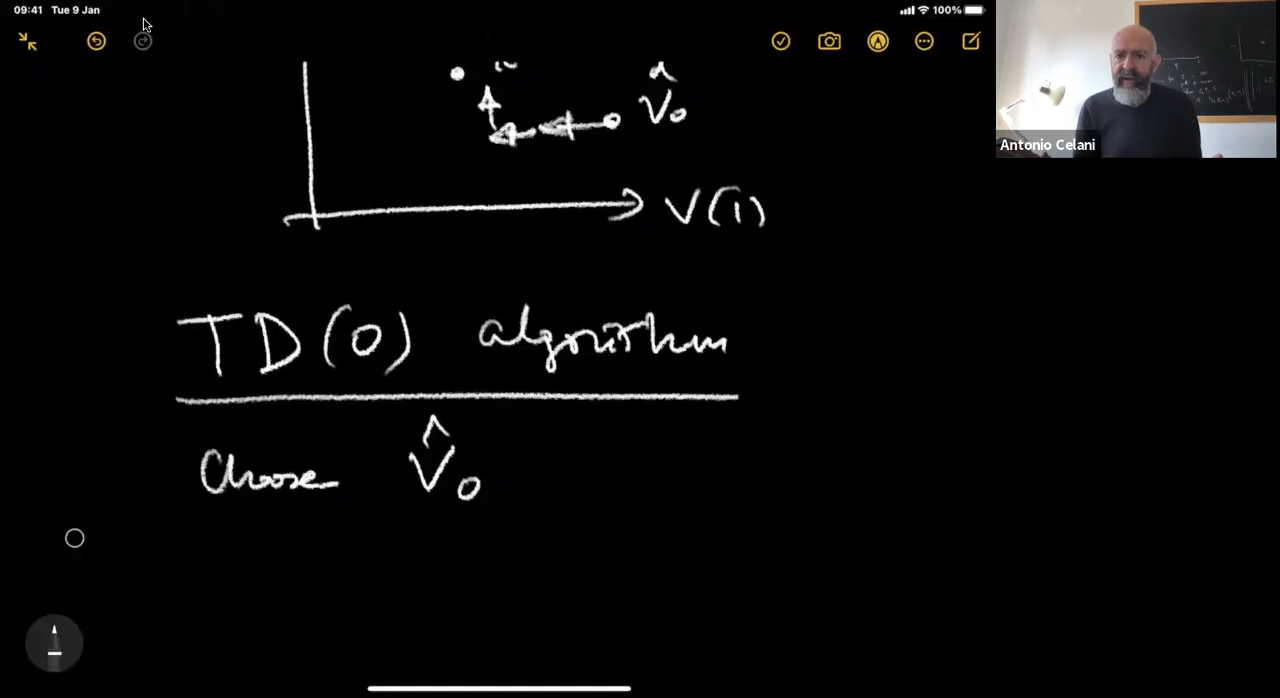 09:41 Tue 9 Jan 100%
Antonio Celani
V̂₀
V(1)
TD(0) algorithm
Choose V̂₀